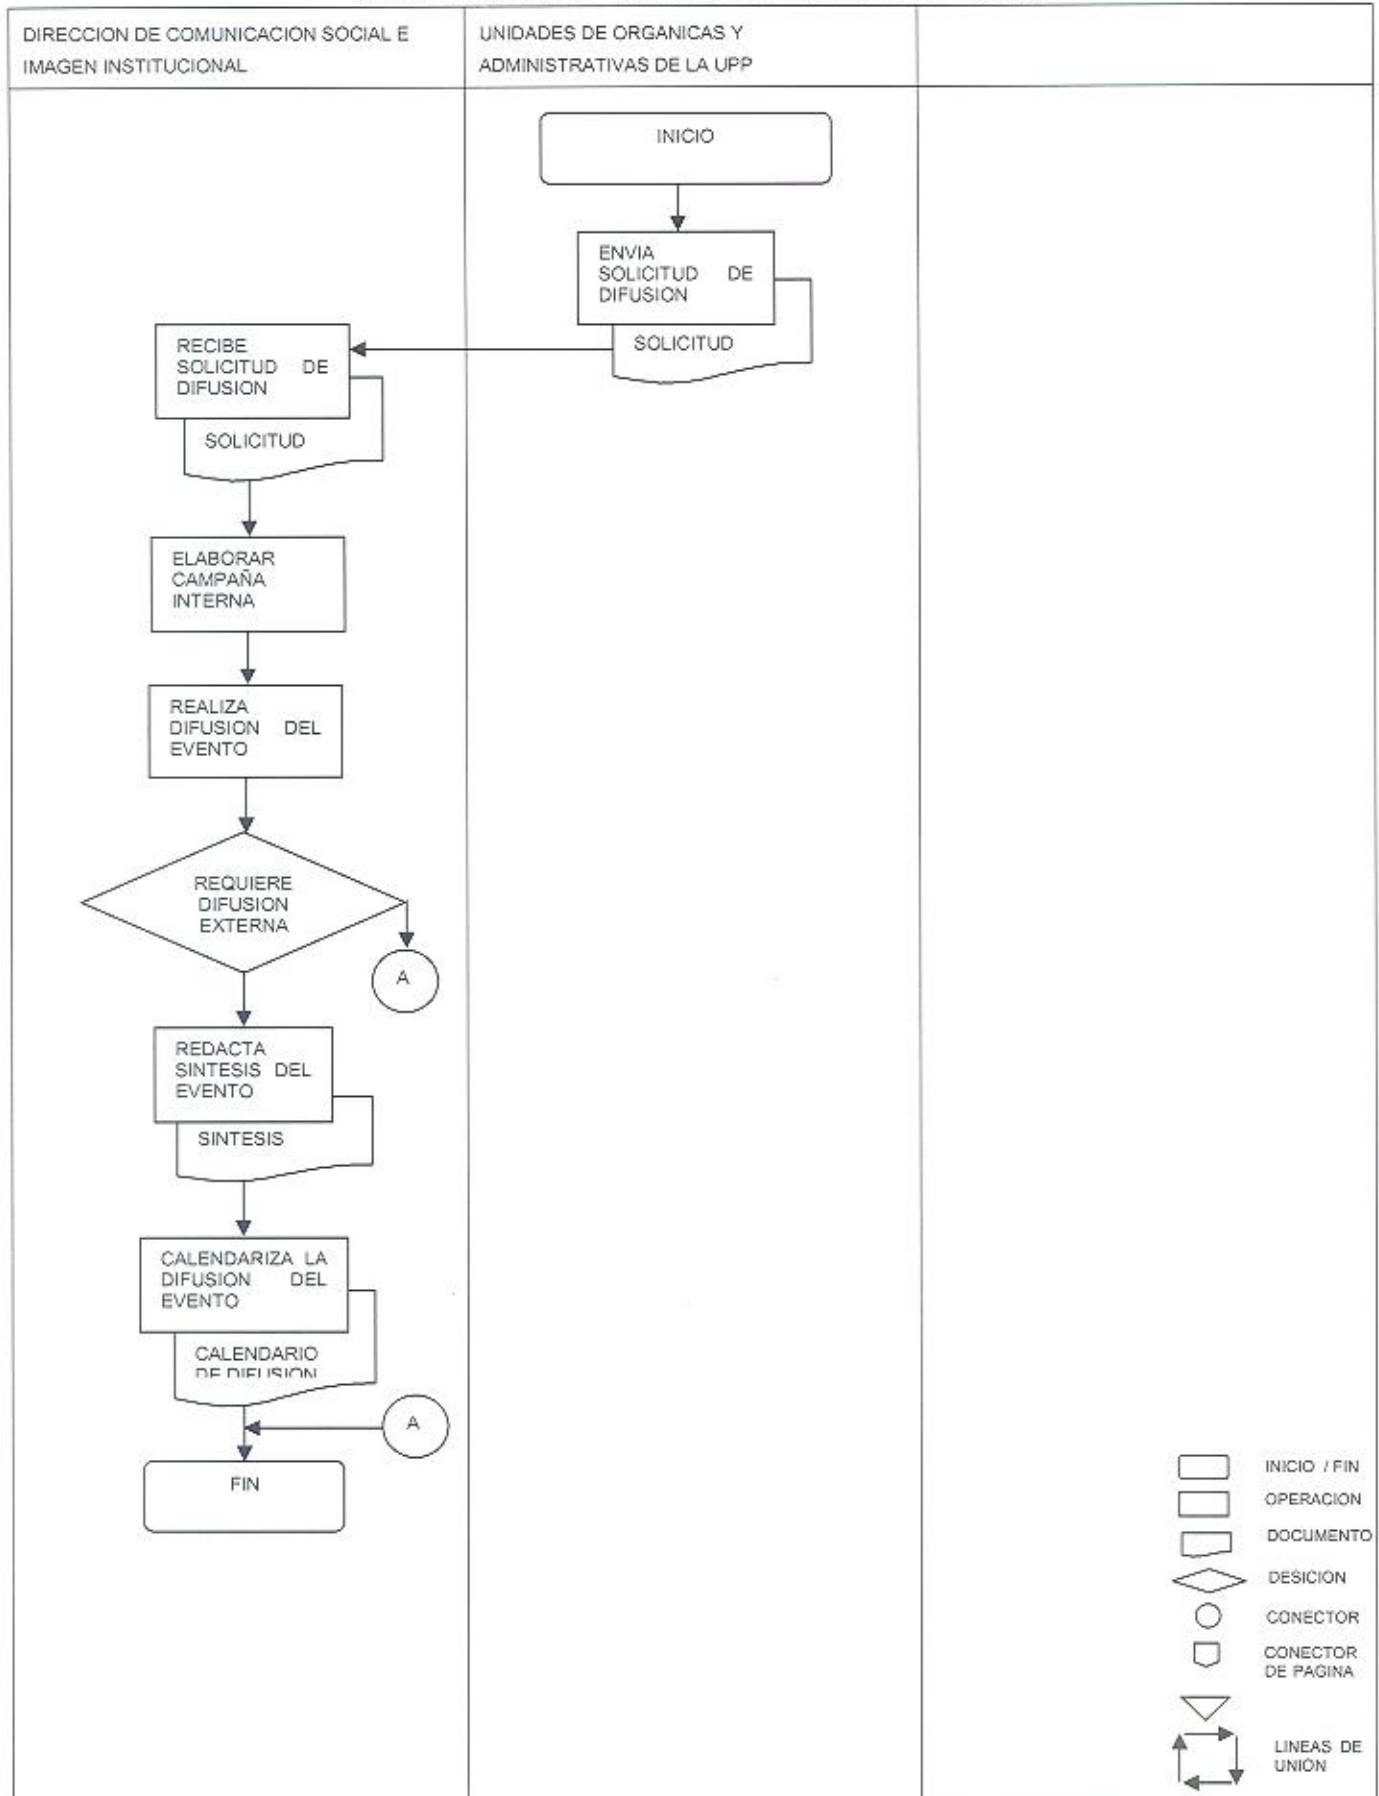 DIRECCION DE COMUNICACION SOCIAL E
IMAGEN INSTITUCIONAL
UNIDADES DE ORGANICAS Y
ADMINISTRATIVAS DE LA UPP
INICIO
ENVIA
SOLICITUD DE
DIFUSION
SOLICITUD
RECIBE
SOLICITUD DE
DIFUSION
SOLICITUD
ELABORAR
CAMPAÑA
INTERNA
REALIZA
DIFUSION DEL
EVENTO
REQUIERE
DIFUSION
EXTERNA
A
REDACTA
SINTESIS DEL
EVENTO
SINTESIS
CALENDARIZA LA
DIFUSION DEL
EVENTO
CALENDARIO
DE DIFUSION
A
FIN
INICIO / FIN
OPERACION
DOCUMENTO
DESICION
CONECTOR
CONECTOR
DE PAGINA
LINEAS DE
UNION